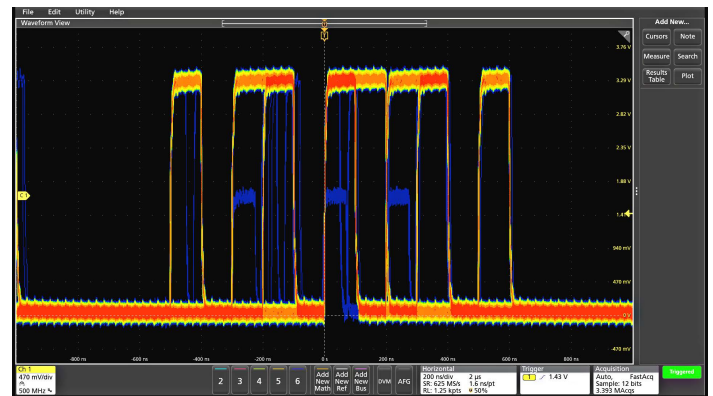 File Edit Utility Help
Waveform View
Add New...
Cursors Note
Measure Search
Results Table Plot
3.76 V
3.29 V
2.82 V
2.35 V
1.88 V
C1
1.41
940 mV
470 mV
0 V
-470 mV
-800 ns -600 ns -400 ns -200 ns 0 s 200 ns 400 ns 600 ns 800 ns
Ch 1
470 mV/div
500 MHz
2 3 4 5 6
Add New Math
Add New Ref
Add New Bus
DVM AFG
Horizontal
200 ns/div 2 µs
SR: 625 MS/s 1.6 ns/pt
RL: 1.25 kpts 50%
Trigger
1 1.43 V
Acquisition
Auto, FastAcq
Sample: 12 bits
3.393 MAcqs
Triggered